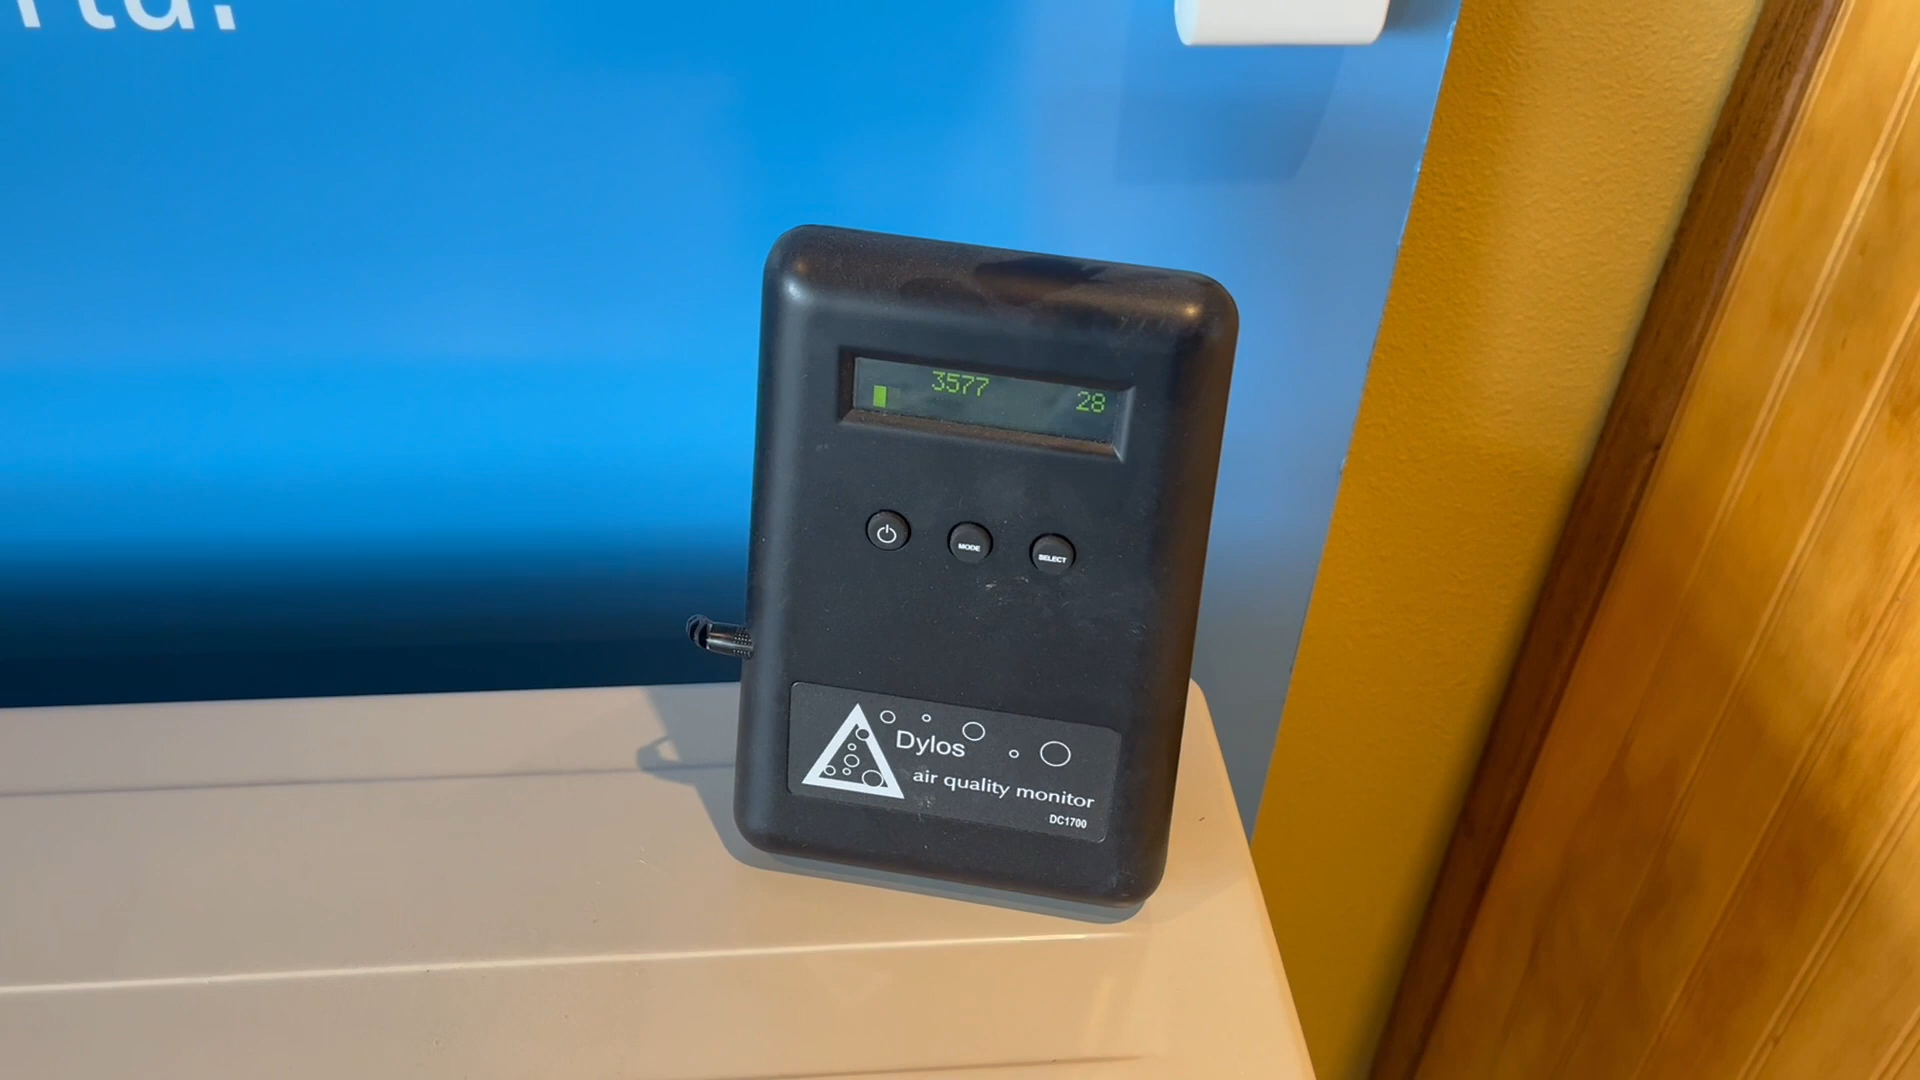 3577
28
MODE
SELECT
Dylos
air quality monitor
DC1700